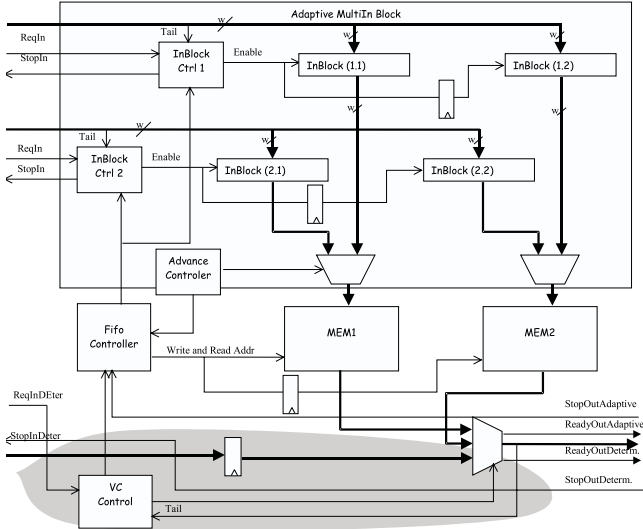 Adaptive MultiIn Block
w
Tail
ReqIn
StopIn
InBlock
Ctrl 1
Enable
w
InBlock (1,1)
w
InBlock (1,2)
w
w
w
Tail
ReqIn
StopIn
InBlock
Ctrl 2
Enable
w
InBlock (2,1)
w
InBlock (2,2)
Advance
Controler
Fifo
Controller
MEM1
MEM2
Write and Read Addr
ReqInDEter
StopOutAdaptive
ReadyOutAdaptive
StopInDeter
ReadyOutDeterm.
StopOutDeterm.
VC
Control
Tail